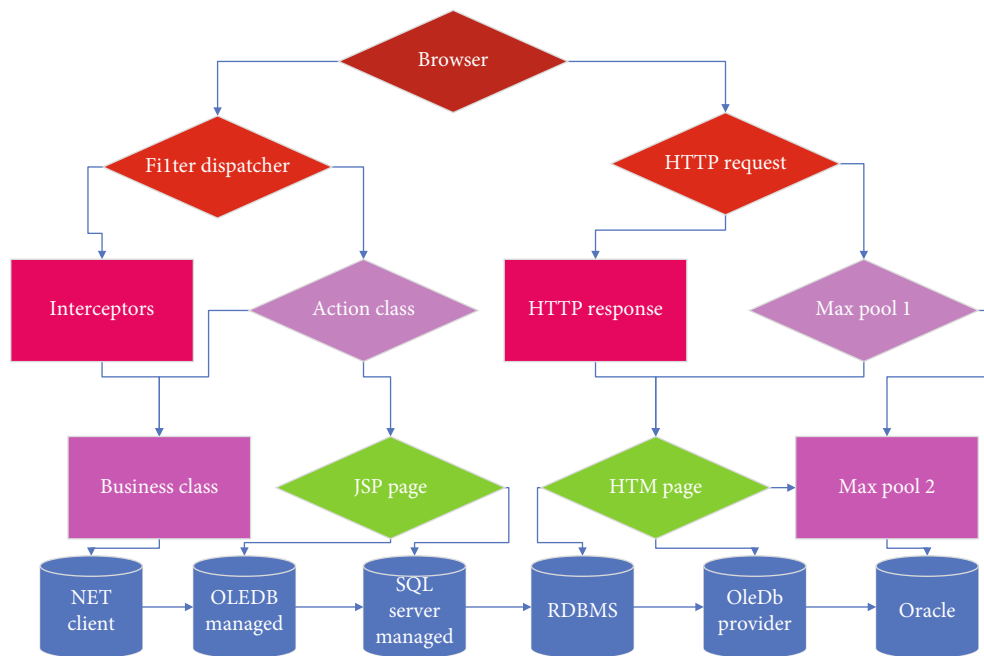 Browser
Fi1ter dispatcher
HTTP request
Interceptors
Action class
HTTP response
Max pool 1
Business class
JSP page
HTM page
Max pool 2
NET
client
OLEDB
managed
SQL
server
managed
RDBMS
OleDb
provider
Oracle